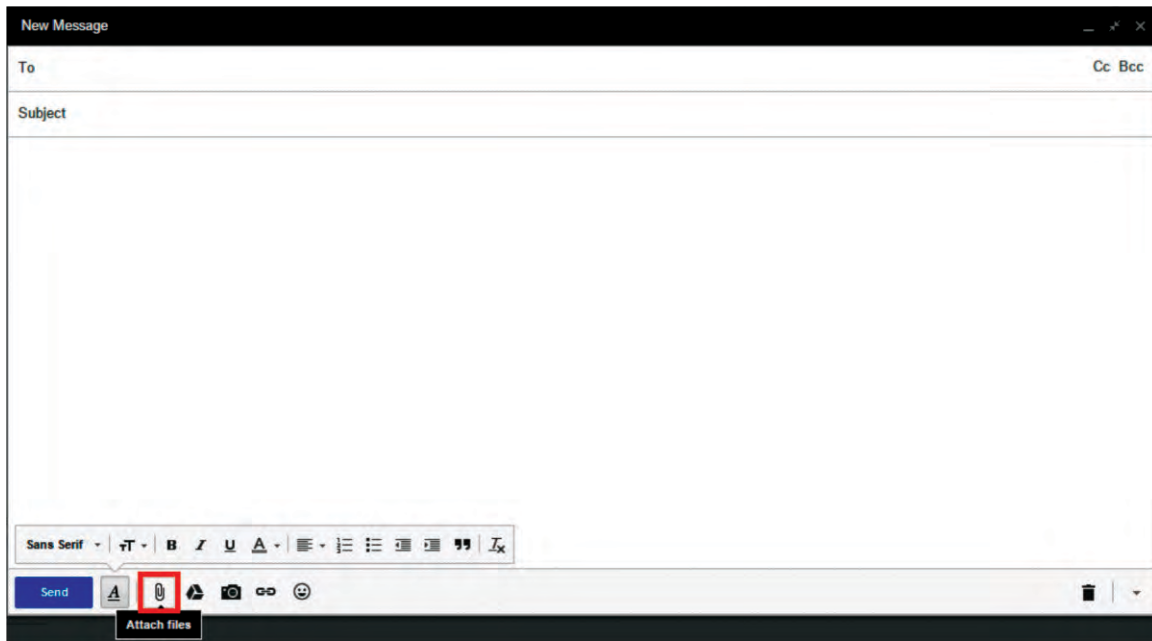 New Message
To Cc Bcc
Subject
Sans Serif
Send
Attach files